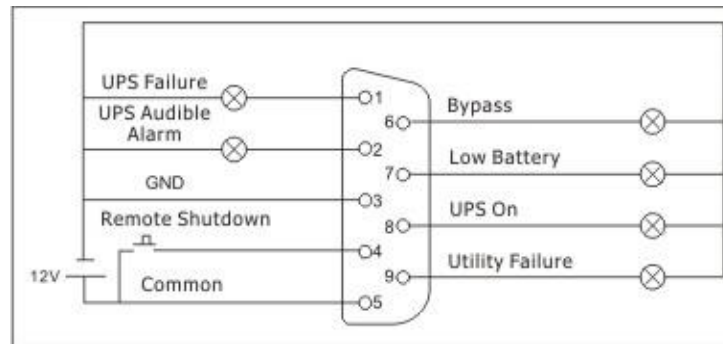 UPS Failure
1
UPS Audible
Alarm
2
GND
3
Remote Shutdown
4
12V
Common
5
6
Bypass
7
Low Battery
8
UPS On
9
Utility Failure